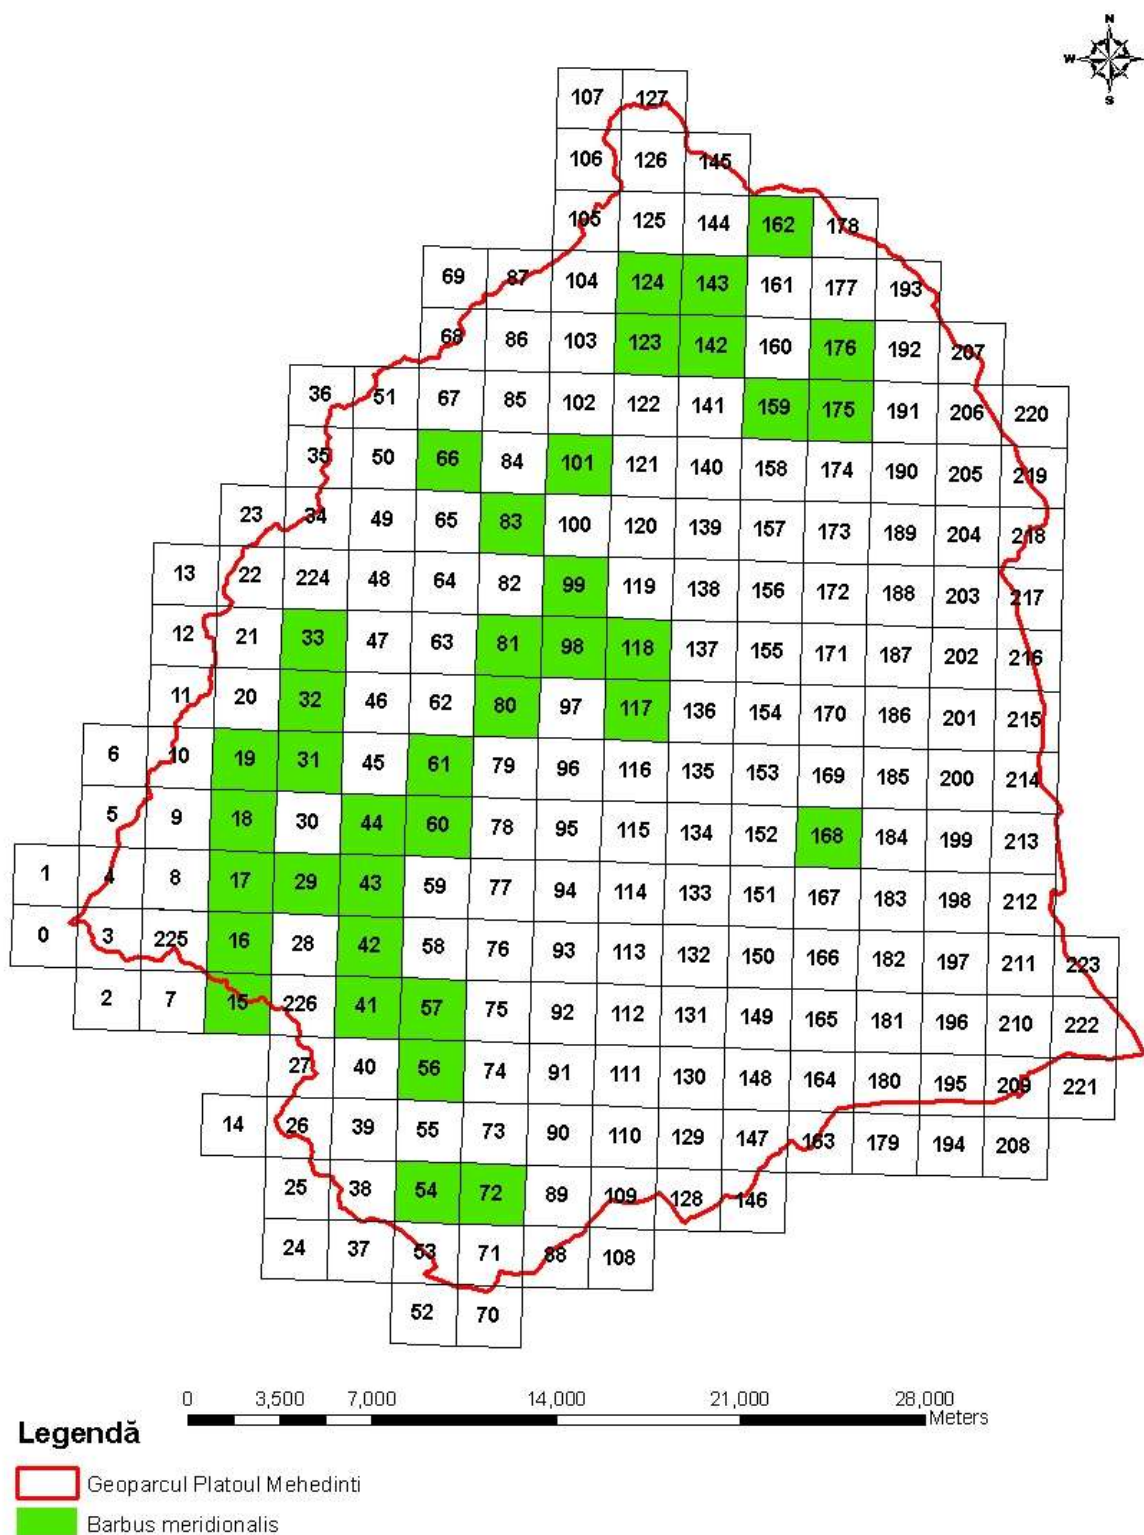 N
W
S
107 127
106 126 145
105 125 144 162 178
69 87 104 124 143 161 177 193
68 86 103 123 142 160 176 192 207
36 51 67 85 102 122 141 159 175 191 206 220
35 50 66 84 101 121 140 158 174 190 205 219
23 34 49 65 83 100 120 139 157 173 189 204 218
13 22 224 48 64 82 99 119 138 156 172 188 203 217
12 21 33 47 63 81 98 118 137 155 171 187 202 216
11 20 32 46 62 80 97 117 136 154 170 186 201 215
6 10 19 31 45 61 79 96 116 135 153 169 185 200 214
5 9 18 30 44 60 78 95 115 134 152 168 184 199 213
1 4 8 17 29 43 59 77 94 114 133 151 167 183 198 212
0 3 225 16 28 42 58 76 93 113 132 150 166 182 197 211 223
2 7 15 226 41 57 75 92 112 131 149 165 181 196 210 222
27 40 56 74 91 111 130 148 164 180 195 209 221
14 26 39 55 73 90 110 129 147 163 179 194 208
25 38 54 72 89 109 128 146
24 37 53 71 88 108
52 70
0 3,500 7,000 14,000 21,000 28,000
Meters
Legendă
Geoparcul Platoul Mehedinti
Barbus meridionalis